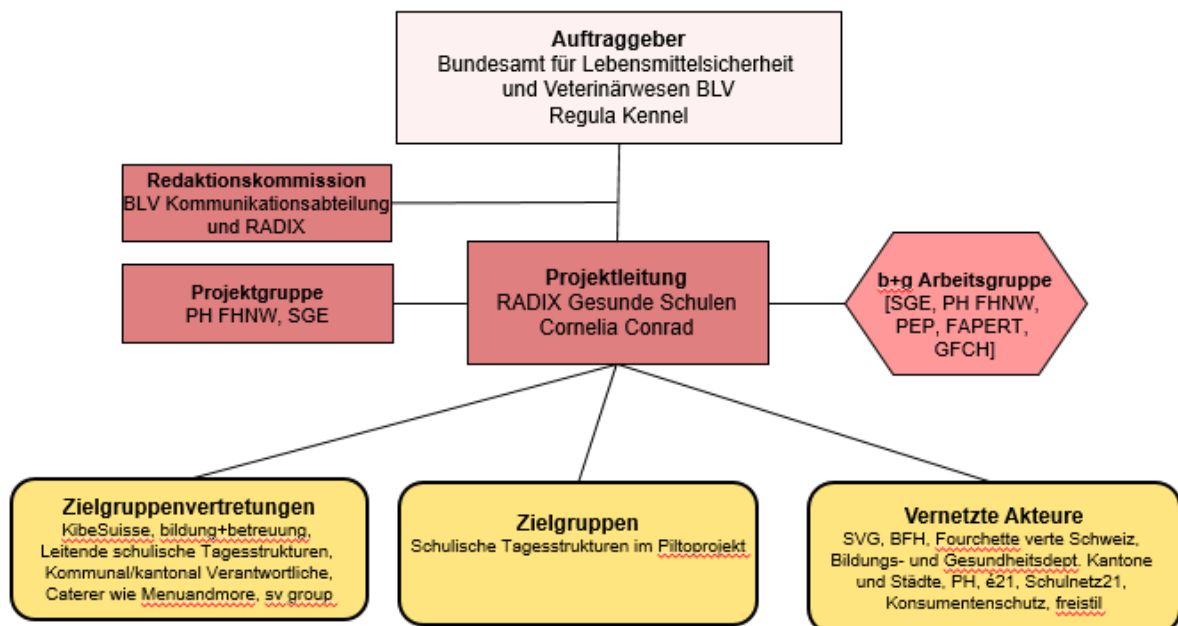 Auftraggeber
Bundesamt für Lebensmittelsicherheit
und Veterinärwesen BLV
Regula Kennel
Redaktionskommission
BLV Kommunikationsabteilung
und RADIX
Projektgruppe
PH FHNW, SGE
Projektleitung
RADIX Gesunde Schulen
Cornelia Conrad
b+g Arbeitsgruppe
[SGE, PH FHNW,
PEP, FAPERT,
GFCH]
Zielgruppenvertretungen
KibeSuisse, bildung+betreuung,
Leitende schulische Tagesstrukturen,
Kommunal/kantonal Verantwortliche,
Caterer wie Menuandmore, sv group
Zielgruppen
Schulische Tagesstrukturen im Piltoprojekt
Vernetzte Akteure
SVG, BFH, Fourchette verte Schweiz,
Bildungs- und Gesundheitsdept. Kantone
und Städte, PH, é21, Schulnetz21,
Konsumentenschutz, freistil